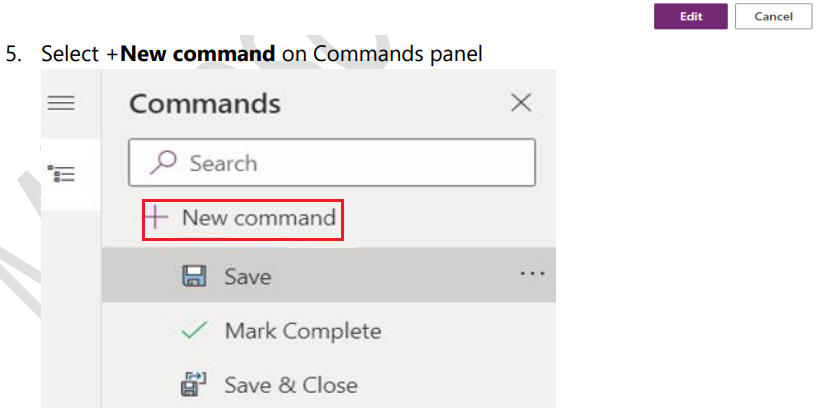 Edit Cancel
5. Select +New command on Commands panel
Commands
Search
New command
Save
Mark Complete
Save & Close